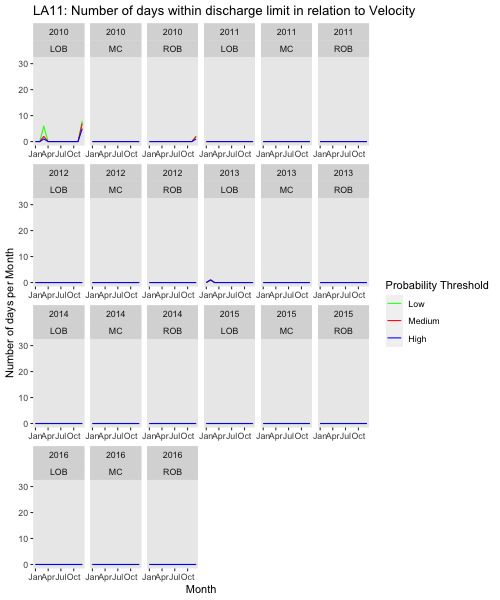 LA11: Number of days within discharge limit in relation to Velocity
2010 2010 2010 2011 2011 2011
LOB MC ROB LOB MC ROB
30
20
10
0
JanAprJulOct JanAprJulOct JanAprJulOct JanAprJulOct JanAprJulOct JanAprJulOct
2012 2012 2012 2013 2013 2013
LOB MC ROB LOB MC ROB
30
20
10
0
JanAprJulOct JanAprJulOct JanAprJulOct JanAprJulOct JanAprJulOct JanAprJulOct
Number of days per Month
Probability Threshold
Low
Medium
High
2014 2014 2014 2015 2015 2015
LOB MC ROB LOB MC ROB
30
20
10
0
JanAprJulOct JanAprJulOct JanAprJulOct JanAprJulOct JanAprJulOct JanAprJulOct
2016 2016 2016
LOB MC ROB
30
20
10
0
JanAprJulOct JanAprJulOct JanAprJulOct
Month